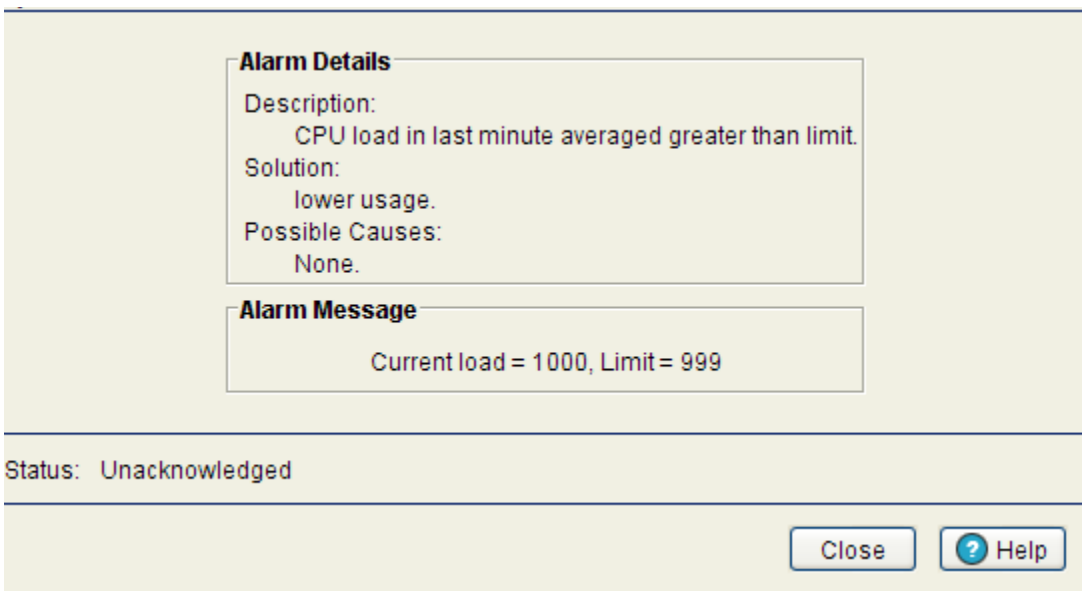 Alarm Details
Description:
CPU load in last minute averaged greater than limit.
Solution:
lower usage.
Possible Causes:
None.
Alarm Message
Current load = 1000, Limit = 999
Status: Unacknowledged
Close
? Help